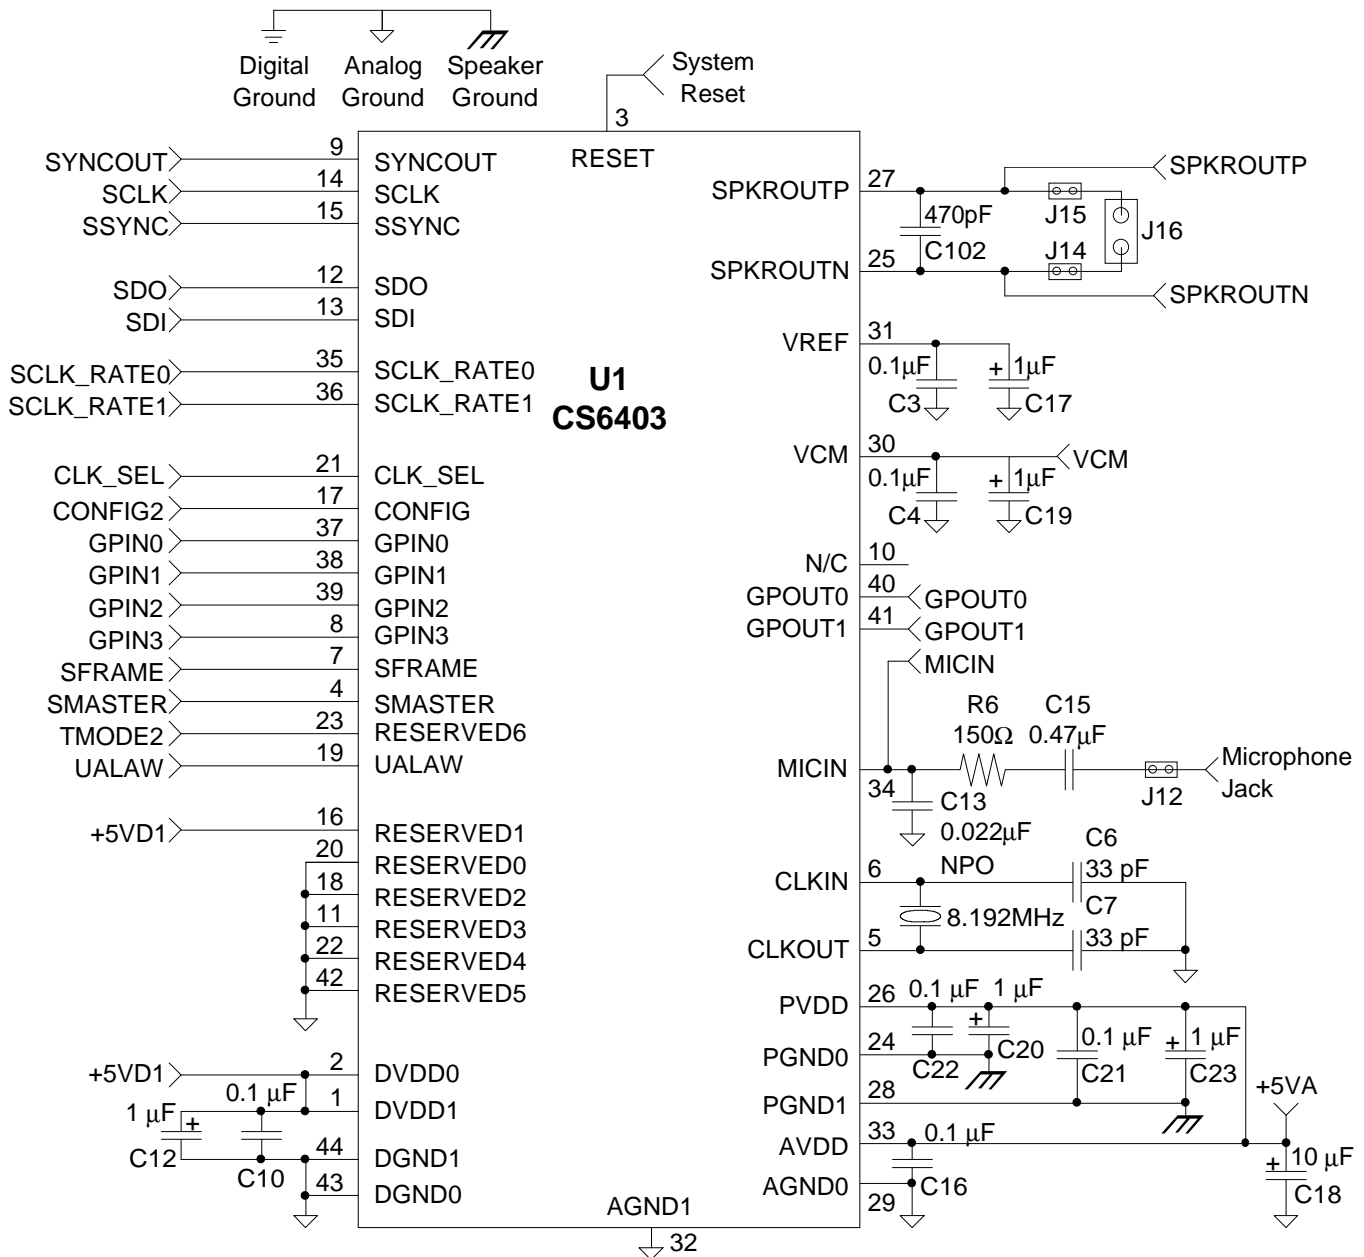 Digital Ground
Analog Ground
Speaker Ground
System Reset
3
RESET
U1
CS6403
SYNCOUT 9 SYNCOUT
SCLK 14 SCLK
SSYNC 15 SSYNC
SDO 12 SDO
SDI 13 SDI
SCLK_RATE0 35 SCLK_RATE0
SCLK_RATE1 36 SCLK_RATE1
CLK_SEL 21 CLK_SEL
CONFIG2 17 CONFIG
GPIN0 37 GPIN0
GPIN1 38 GPIN1
GPIN2 39 GPIN2
GPIN3 8 GPIN3
SFRAME 7 SFRAME
SMASTER 4 SMASTER
TMODE2 23 RESERVED6
UALAW 19 UALAW
+5VD1 16 RESERVED1
20 RESERVED0
18 RESERVED2
11 RESERVED3
22 RESERVED4
42 RESERVED5
+5VD1 2 DVDD0
0.1 μF
1 DVDD1
1 μF +
C12
C10
44 DGND1
43 DGND0
AGND1
32
SPKROUTP 27
SPKROUTP
J15
470pF
C102
J16
J14
SPKROUTN 25
SPKROUTN
VREF 31
0.1μF
+ 1μF
C3
C17
VCM 30
VCM
0.1μF
+ 1μF
C4
C19
N/C 10
GPOUT0 40 GPOUT0
GPOUT1 41 GPOUT1
MICIN
R6
150Ω
C15
0.47μF
MICIN 34
J12
Microphone Jack
C13
0.022μF
NPO
CLKIN 6
C6
33 pF
8.192MHz
C7
33 pF
CLKOUT 5
PVDD 26
0.1 μF
1 μF
+
C22
C20
PGND0 24
0.1 μF
C21
+ 1 μF
C23
PGND1 28
+5VA
AVDD 33
0.1 μF
C16
AGND0 29
+ 10 μF
C18